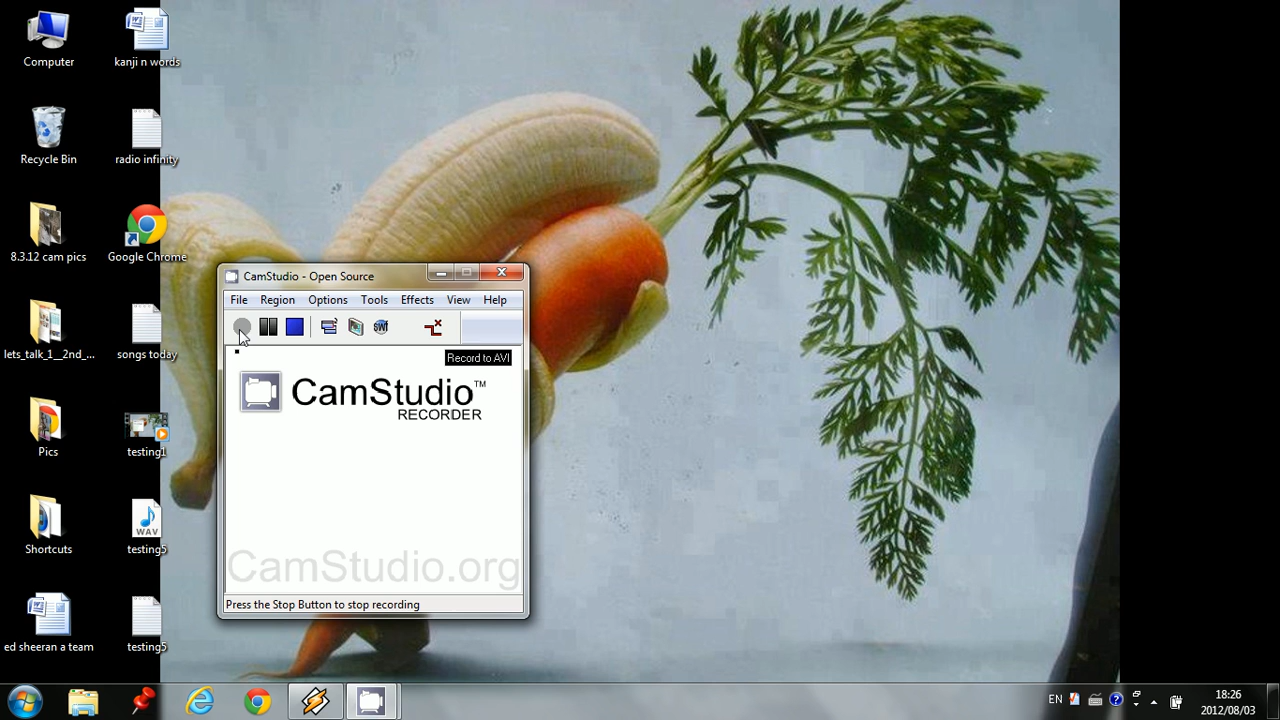 Computer
kanji n words
Recycle Bin
radio infinity
8.3.12 cam pics
Google Chrome
lets_talk_1__2nd_...
songs today
Pics
testing1
Shortcuts
WAV
testing5
ed sheeran a team
testing5
CamStudio - Open Source
File Region Options Tools Effects View Help
SWF
Record to AVI
CamStudio™
RECORDER
CamStudio.org
Press the Stop Button to stop recording
EN
18:26
2012/08/03